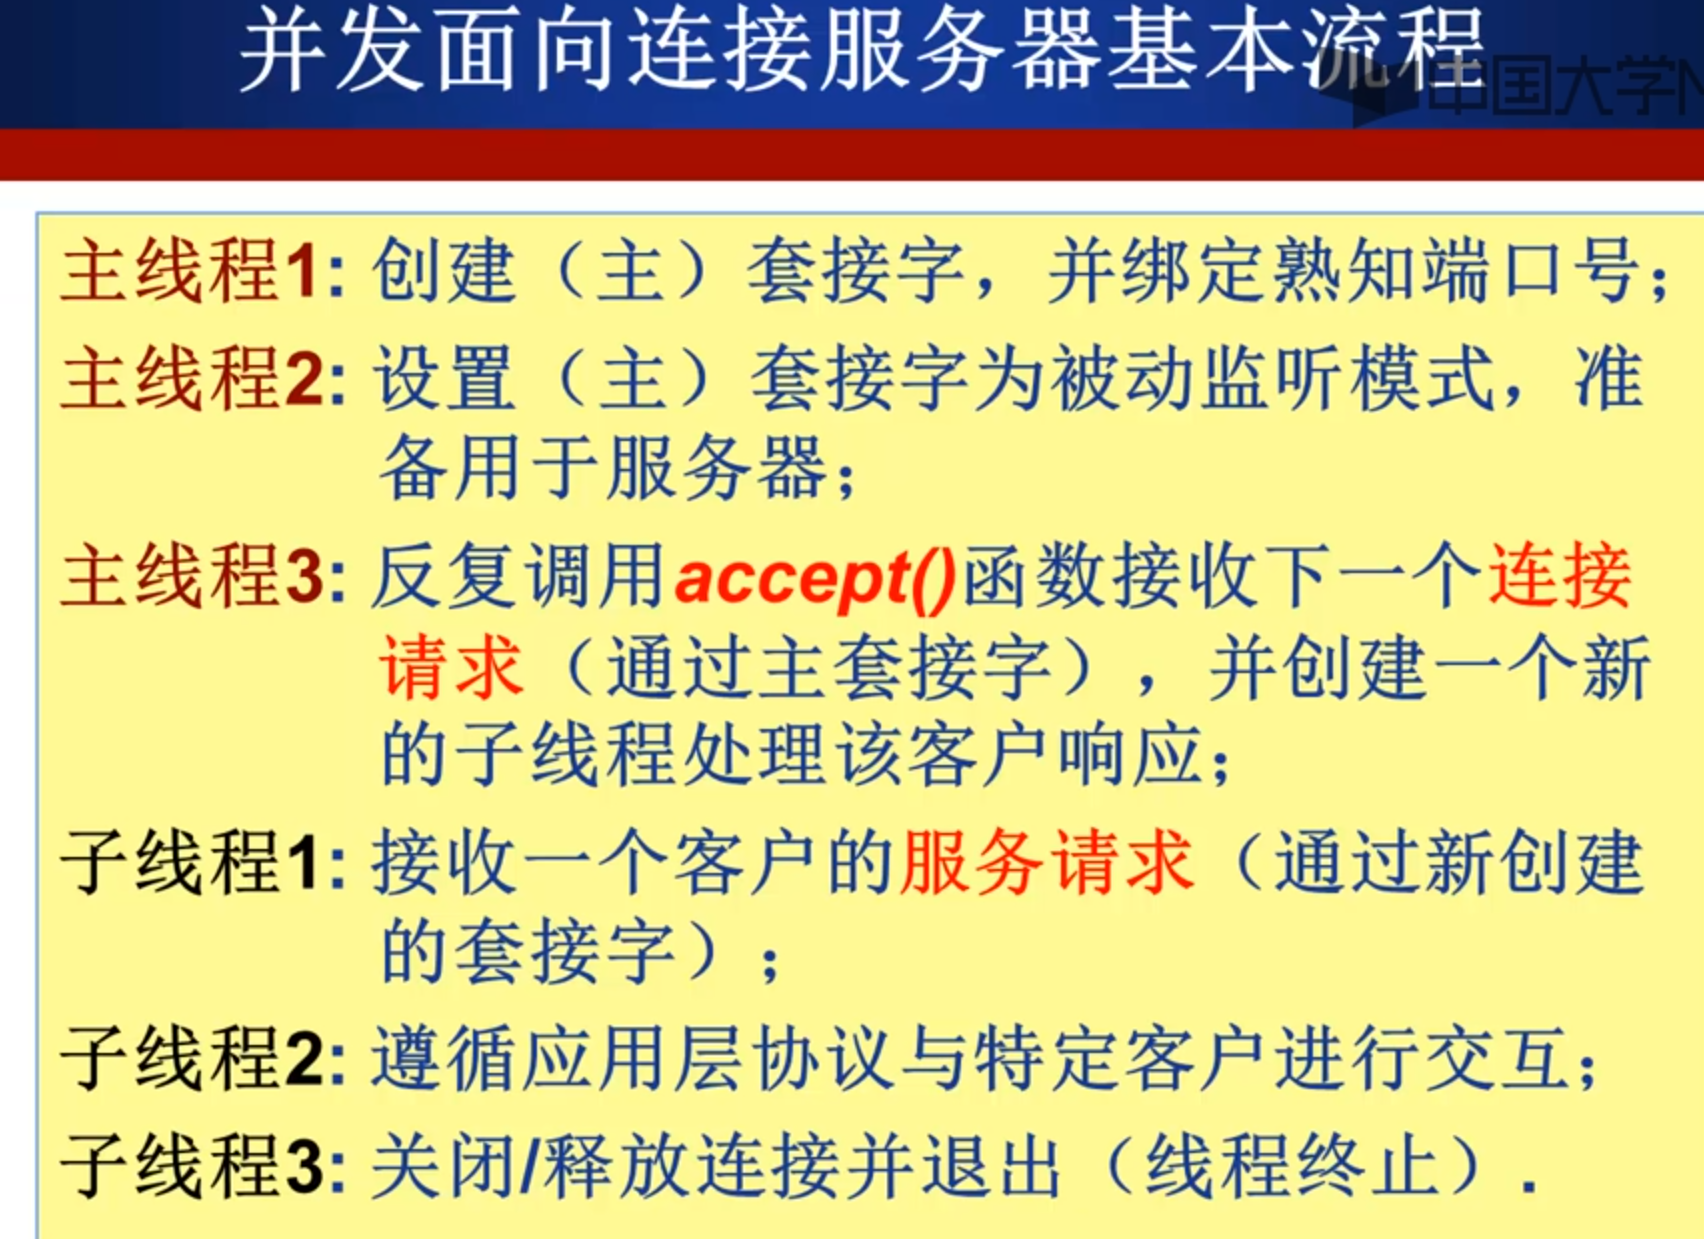 并发面向连接服务器基本流程
中国大学
主线程1: 创建（主）套接字，并绑定熟知端口号；
主线程2: 设置（主）套接字为被动监听模式，准
备用于服务器；
主线程3: 反复调用accept()函数接收下一个连接
请求（通过主套接字），并创建一个新
的子线程处理该客户响应；
子线程1: 接收一个客户的服务请求（通过新创建
的套接字）；
子线程2: 遵循应用层协议与特定客户进行交互；
子线程3: 关闭/释放连接并退出（线程终止）.